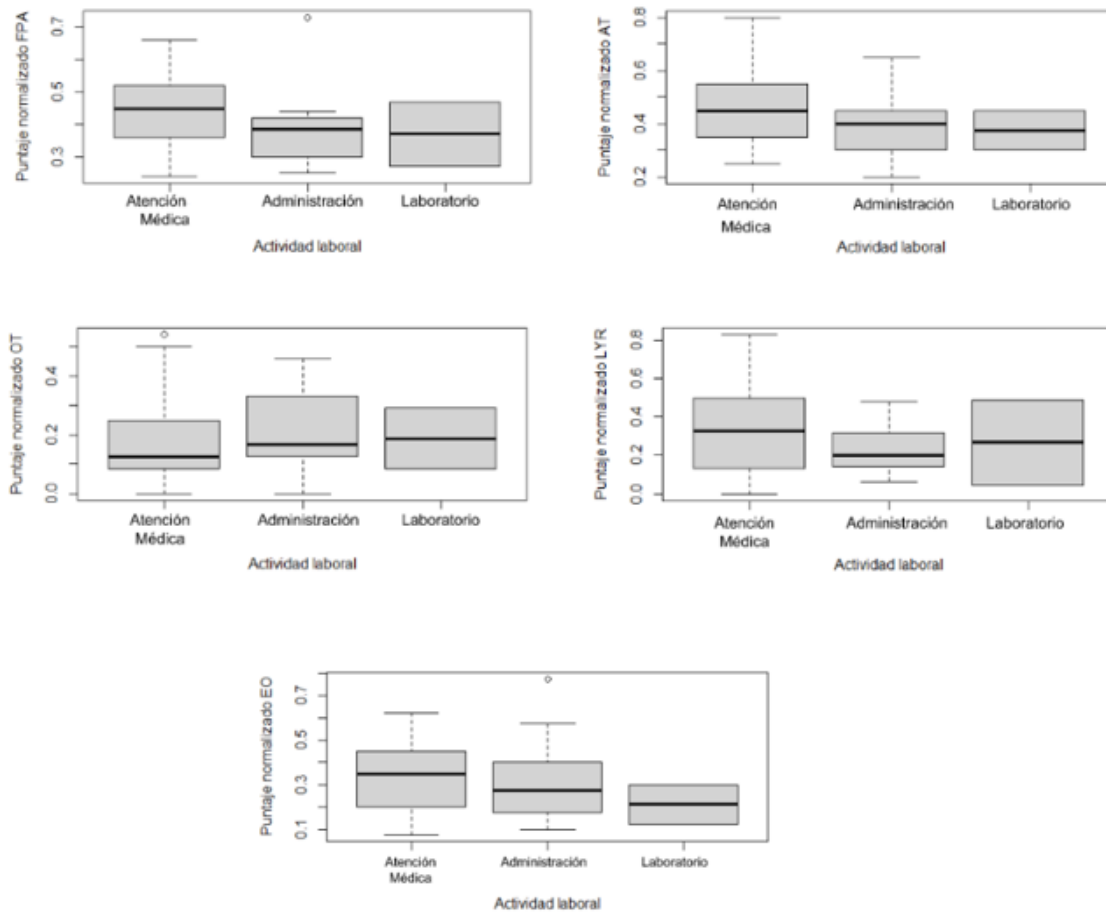 Puntaje normalizado FPA
0.7
0.5
0.3
Atención
Médica
Administración
Laboratorio
Actividad laboral
Puntaje normalizado AT
0.8
0.6
0.4
0.2
Atención
Médica
Administración
Laboratorio
Actividad laboral
Puntaje normalizado OT
0.4
0.2
0.0
Atención
Médica
Administración
Laboratorio
Actividad laboral
Puntaje normalizado LYR
0.8
0.6
0.4
0.2
0.0
Atención
Médica
Administración
Laboratorio
Actividad laboral
Puntaje normalizado EO
0.7
0.5
0.3
0.1
Atención
Médica
Administración
Laboratorio
Actividad laboral